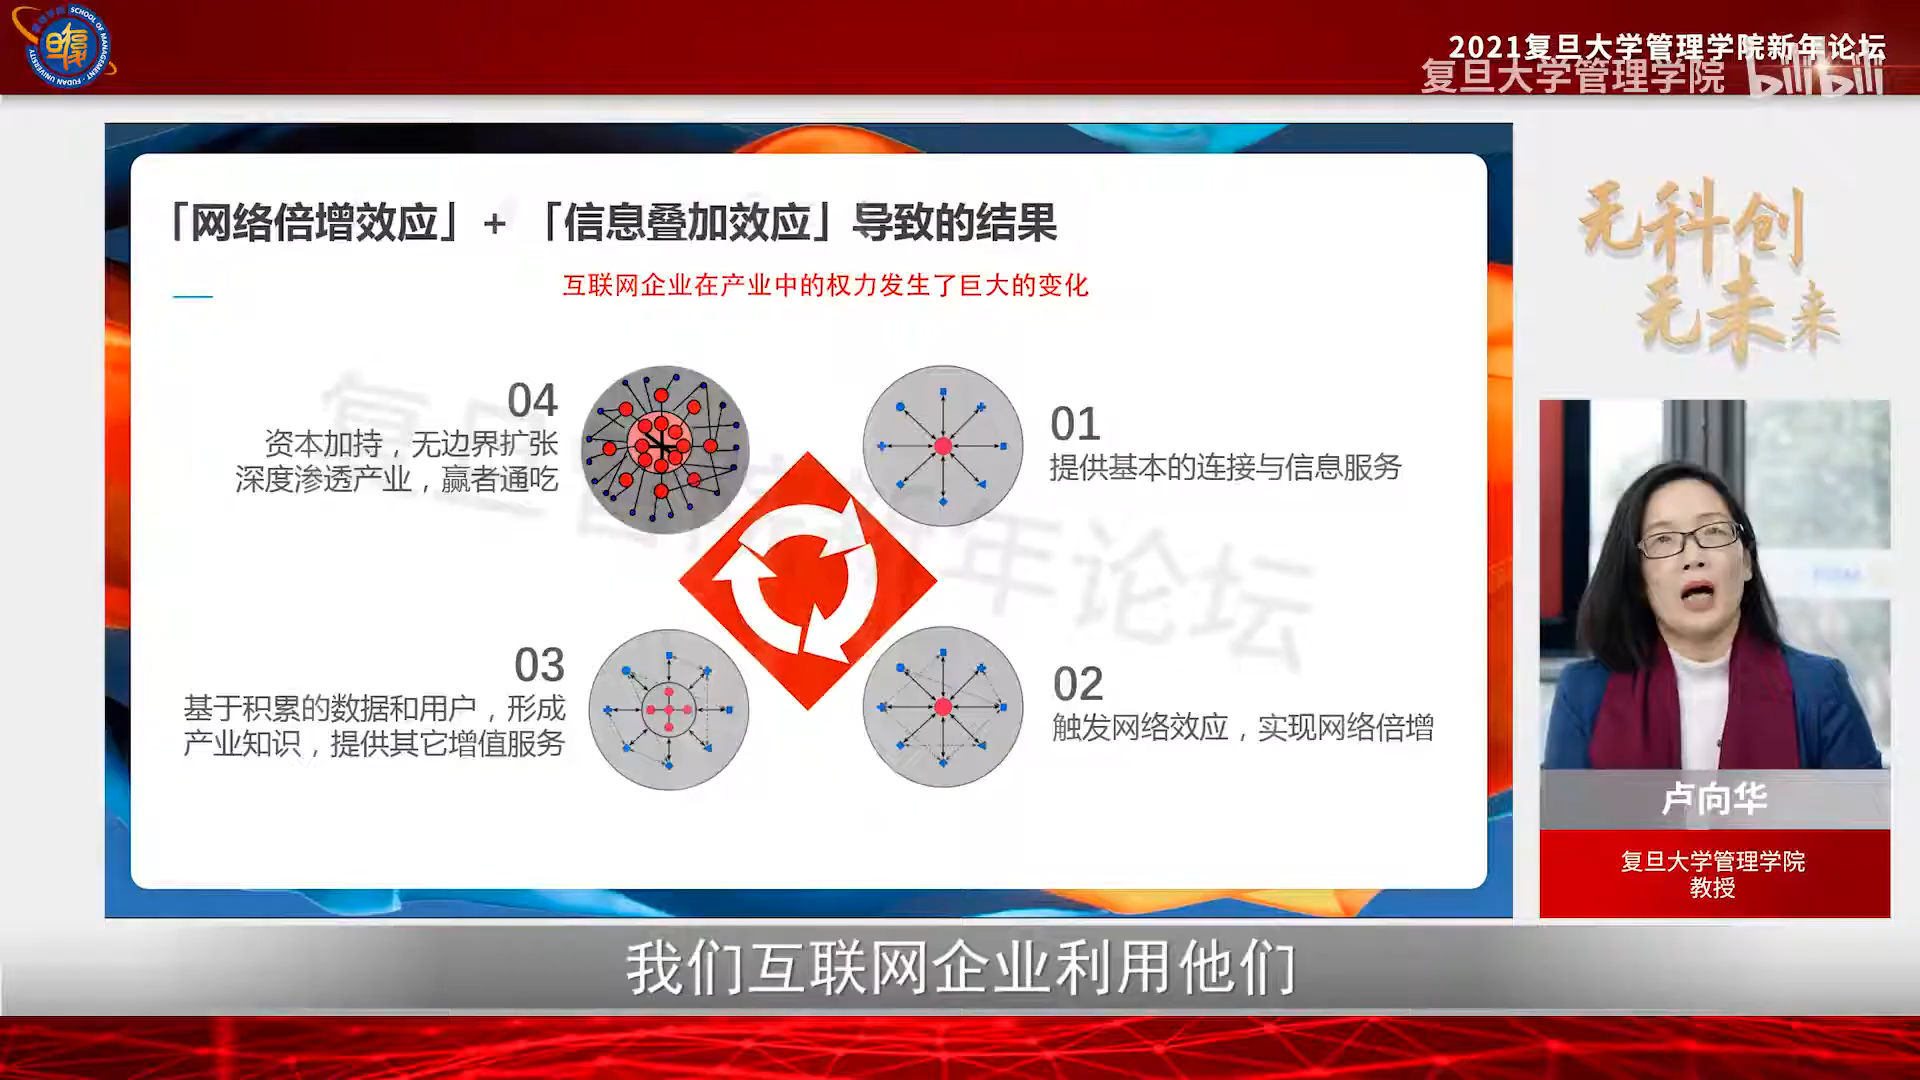 SCHOOL OF MANAGEMENT · FUDAN UNIVERSITY
2021复旦大学管理学院新年论坛
复旦大学管理学院 bilibili
「网络倍增效应」+「信息叠加效应」导致的结果
互联网企业在产业中的权力发生了巨大的变化
04
资本加持，无边界扩张
深度渗透产业，赢者通吃
01
提供基本的连接与信息服务
03
基于积累的数据和用户，形成
产业知识，提供其它增值服务
02
触发网络效应，实现网络倍增
无科创
无未来
卢向华
复旦大学管理学院
教授
我们互联网企业利用他们